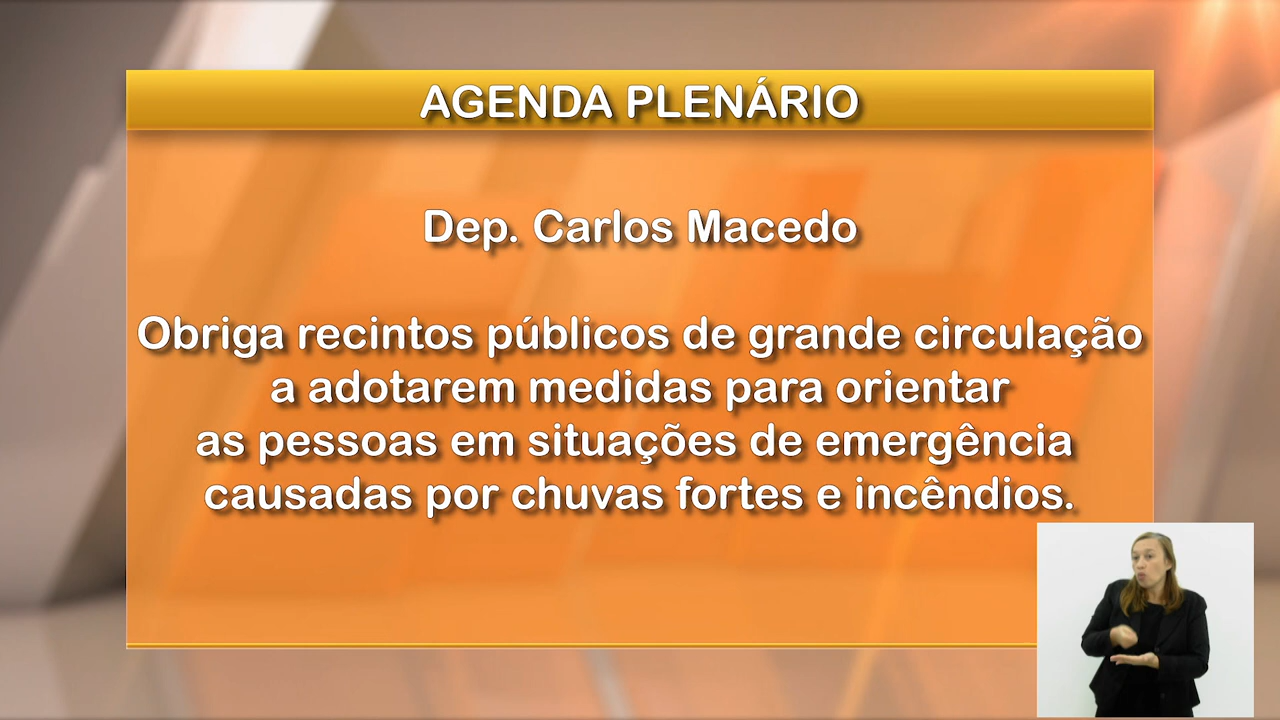 AGENDA PLENÁRIO
Dep. Carlos Macedo
Obriga recintos públicos de grande circulação
a adotarem medidas para orientar
as pessoas em situações de emergência
causadas por chuvas fortes e incêndios.